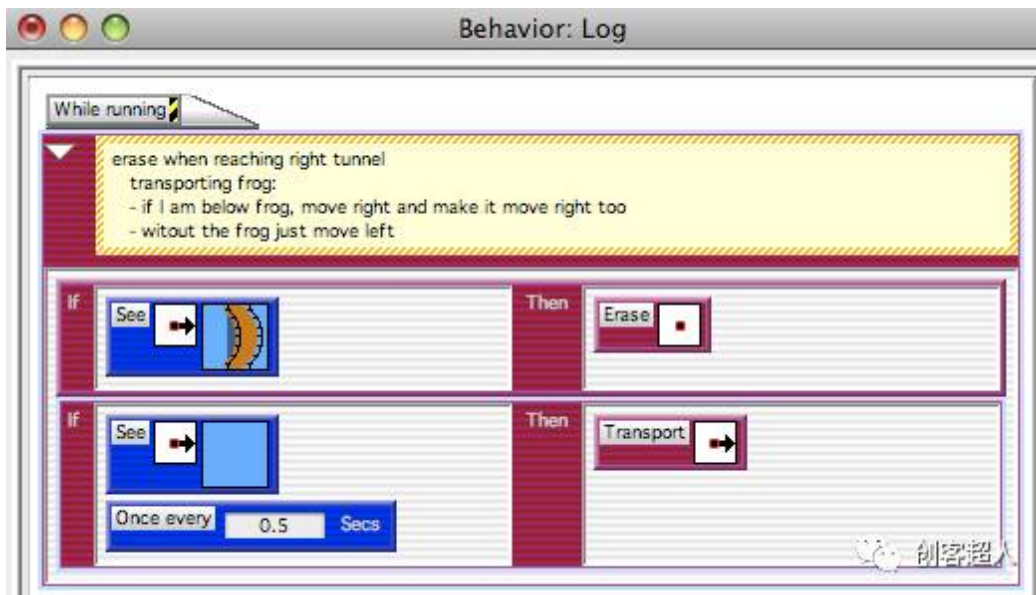 Behavior: Log
While running
erase when reaching right tunnel
transporting frog:
- if I am below frog, move right and make it move right too
- witout the frog just move left
If See Then Erase
If See Then Transport
Once every 0.5 Secs
创客超人